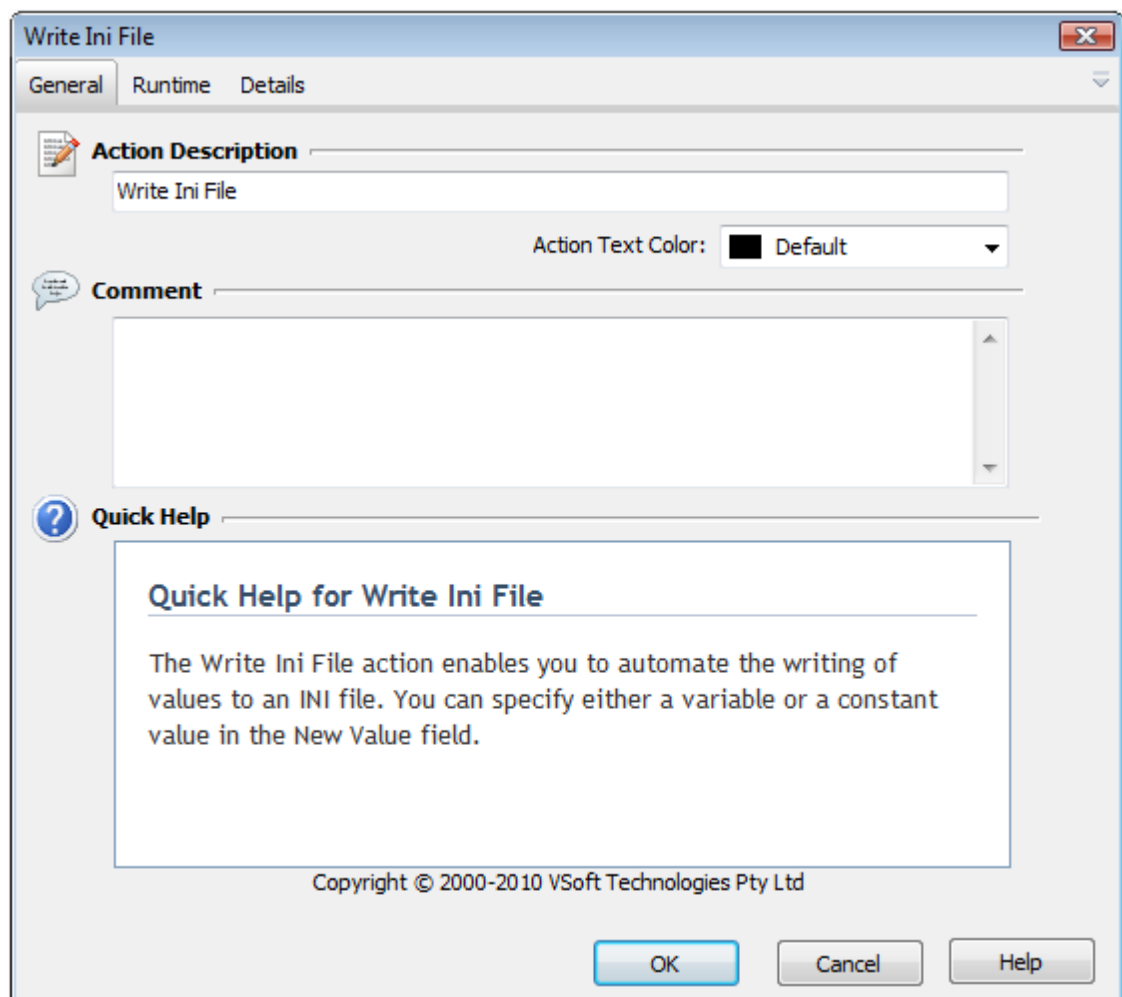 Write Ini File
General Runtime Details
Action Description
Write Ini File
Action Text Color: Default
Comment
Quick Help
Quick Help for Write Ini File
The Write Ini File action enables you to automate the writing of
values to an INI file. You can specify either a variable or a constant
value in the New Value field.
Copyright © 2000-2010 VSoft Technologies Pty Ltd
OK Cancel Help